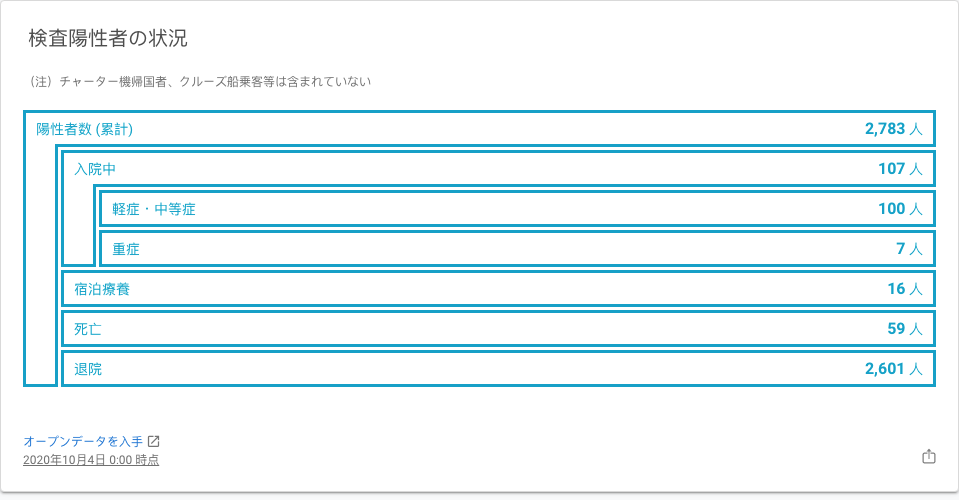 検査陽性者の状況
（注）チャーター機帰国者、クルーズ船乗客等は含まれていない
陽性者数 (累計) 2,783 人
入院中 107 人
軽症・中等症 100 人
重症 7 人
宿泊療養 16 人
死亡 59 人
退院 2,601 人
オープンデータを入手
2020年10月4日 0:00 時点